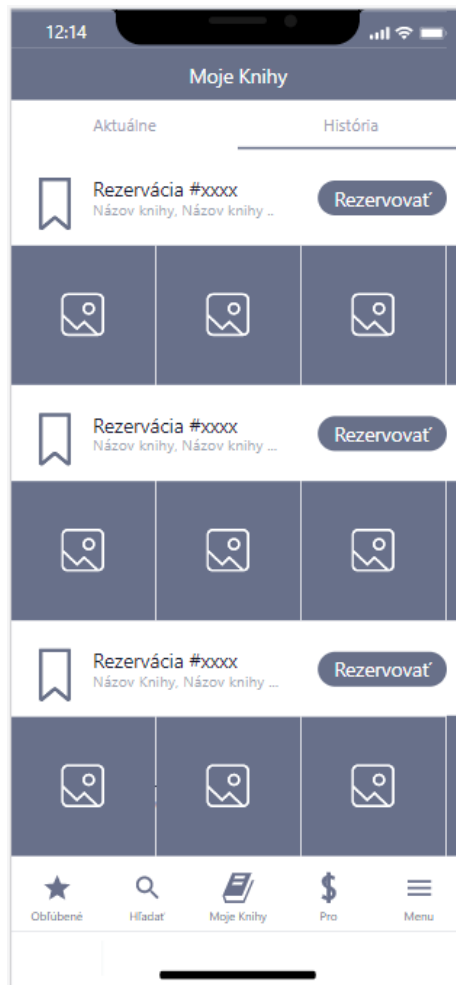 12:14
Moje Knihy
Aktuálne
História
Rezervácia #xxxx
Názov knihy, Názov knihy ..
Rezervovať
Rezervácia #xxxx
Názov knihy, Názov knihy ...
Rezervovať
Rezervácia #xxxx
Názov Knihy, Názov knihy ...
Rezervovať
Obľúbené
Hľadať
Moje Knihy
Pro
Menu